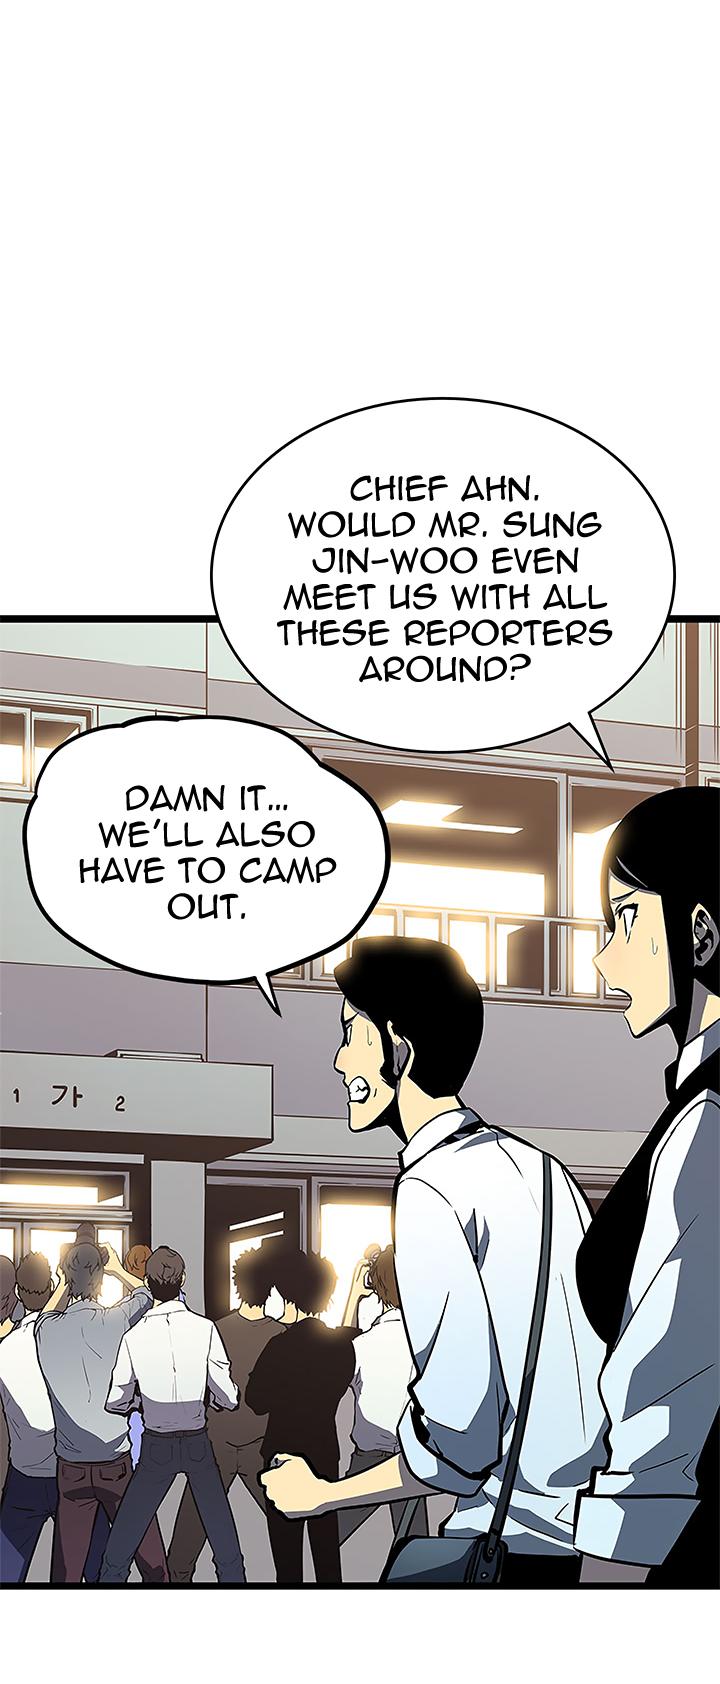 CHIEF AHN.
WOULD MR. SUNG
JIN-WOO EVEN
MEET US WITH ALL
THESE REPORTERS
AROUND?
DAMN IT...
WE'LL ALSO
HAVE TO CAMP
OUT.
1 가 2